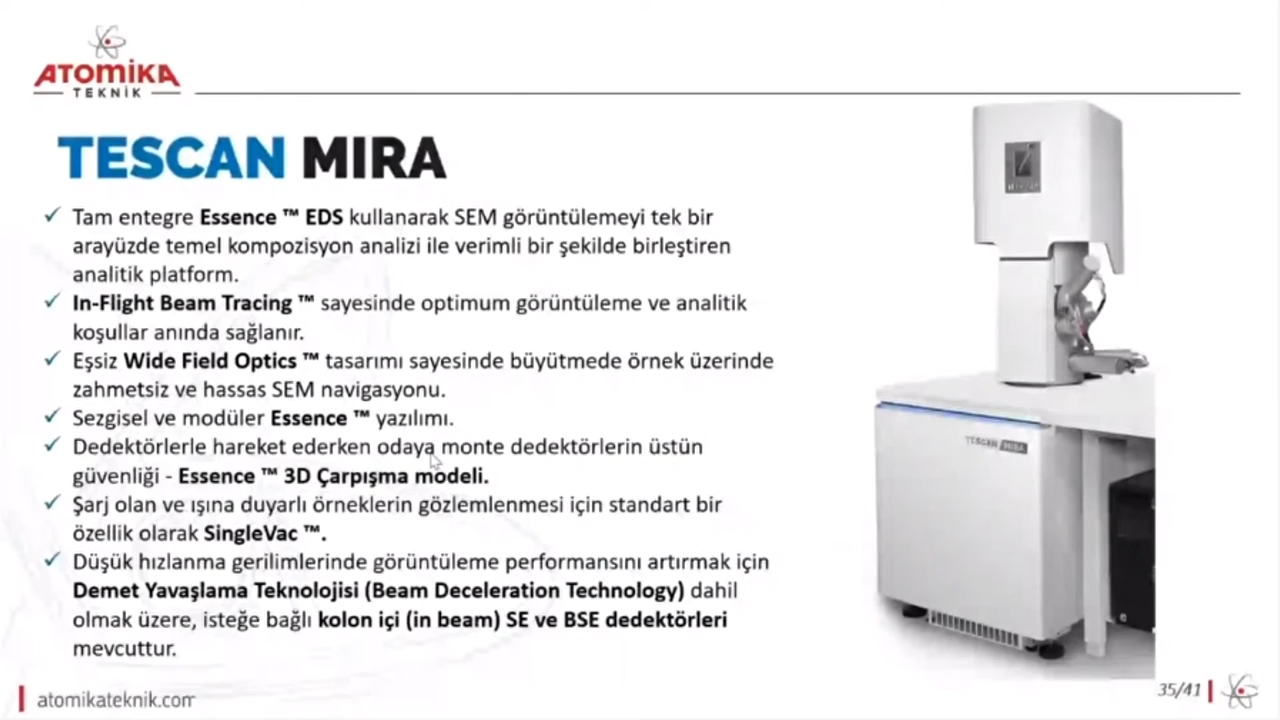 ATOMİKA
TEKNİK
TESCAN MIRA
✓ Tam entegre Essence ™ EDS kullanarak SEM görüntülemeyi tek bir
arayüzde temel kompozisyon analizi ile verimli bir şekilde birleştiren
analitik platform.
✓ In-Flight Beam Tracing ™ sayesinde optimum görüntüleme ve analitik
koşullar anında sağlanır.
✓ Eşsiz Wide Field Optics ™ tasarımı sayesinde büyütmede örnek üzerinde
zahmetsiz ve hassas SEM navigasyonu.
✓ Sezgisel ve modüler Essence ™ yazılımı.
✓ Dedektörlerle hareket ederken odaya monte dedektörlerin üstün
güvenliği - Essence ™ 3D Çarpışma modeli.
✓ Şarj olan ve ışına duyarlı örneklerin gözlemlenmesi için standart bir
özellik olarak SingleVac ™.
✓ Düşük hızlanma gerilimlerinde görüntüleme performansını artırmak için
Demet Yavaşlama Teknolojisi (Beam Deceleration Technology) dahil
olmak üzere, isteğe bağlı kolon içi (in beam) SE ve BSE dedektörleri
mevcuttur.
TESCAN MIRA
atomikateknik.com
35/41